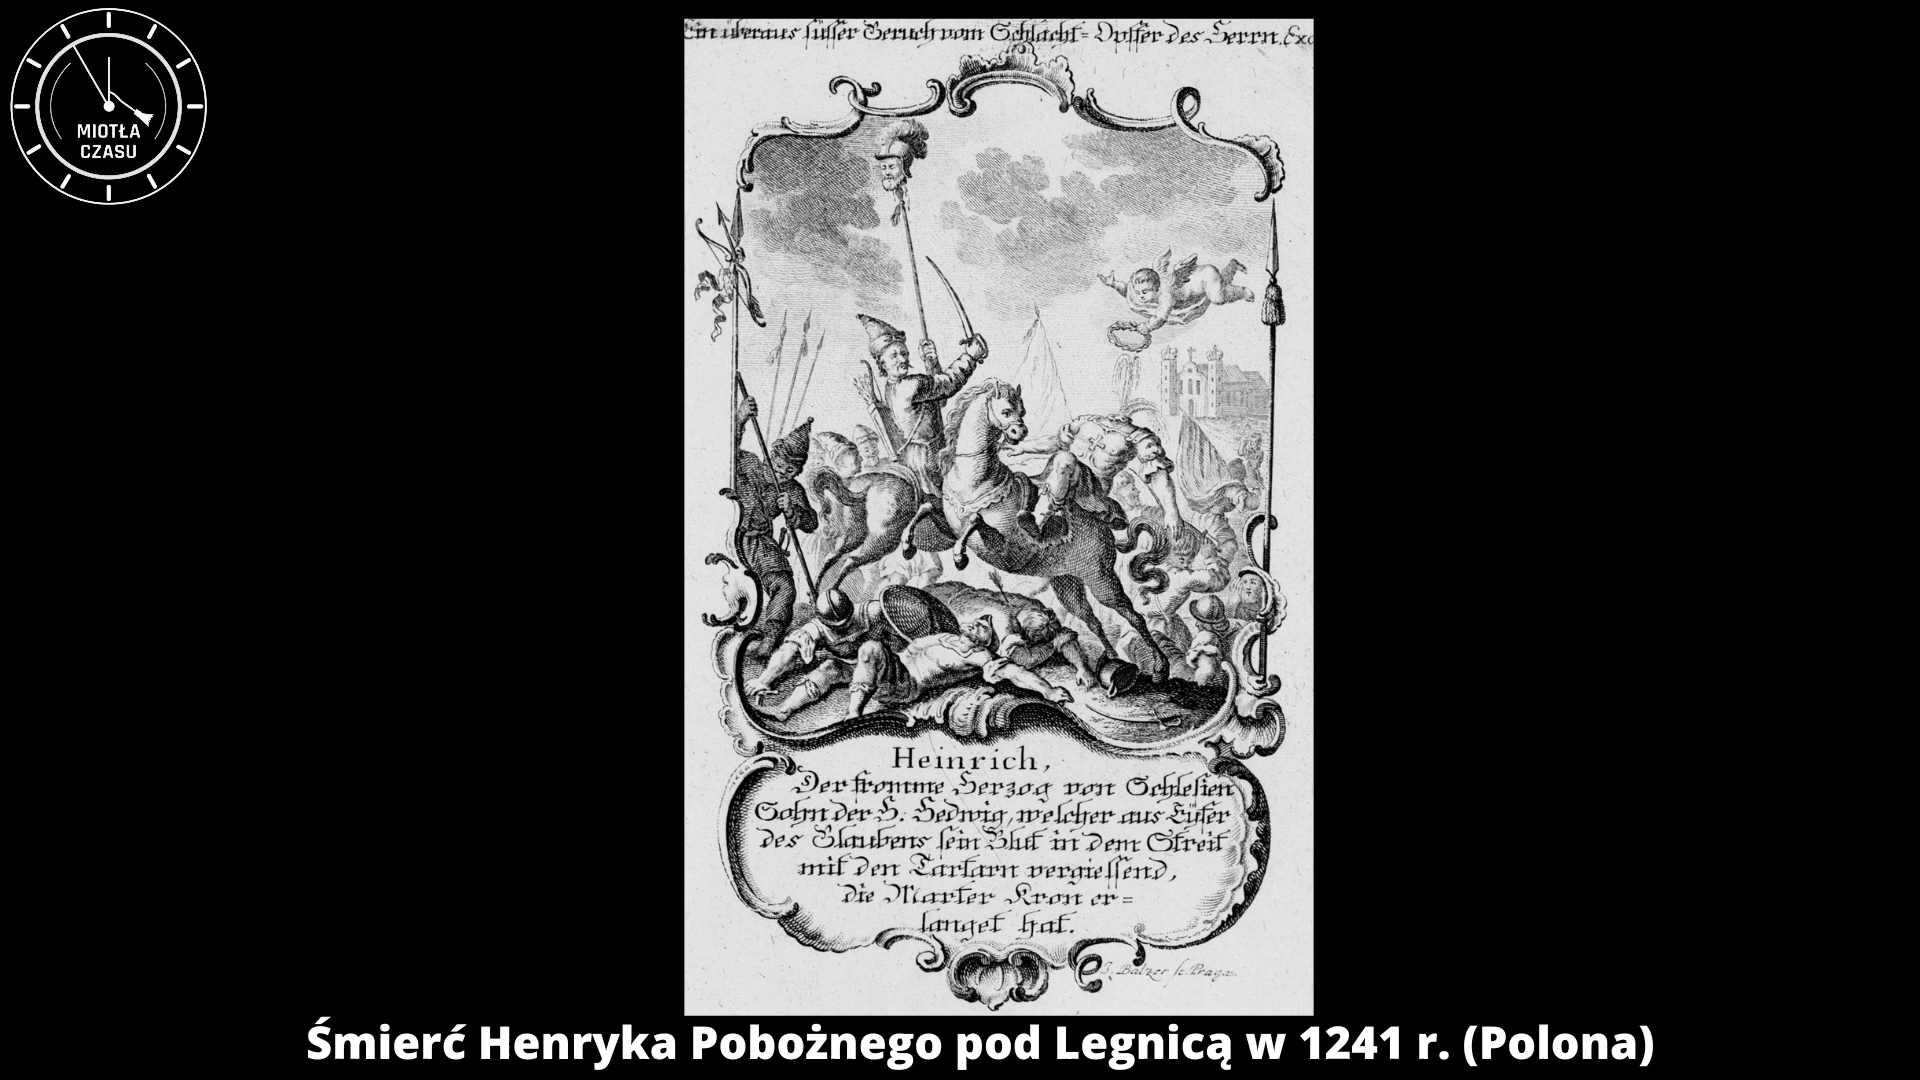 MIOTŁA
CZASU
Ein überaus süsser Geruch vom Schlacht= Opffer des Herrn. Exo
Heinrich,
Der fromme Herzog von Schlesien
Sohn der H. Hedwig, welcher aus Eÿfer
des Glaubens sein Blut in dem Streit
mit den Tartarn vergiessend,
die Marter Kron̄ er=
langet hat.
J. Balzer sc. Pragae
Śmierć Henryka Pobożnego pod Legnicą w 1241 r. (Polona)